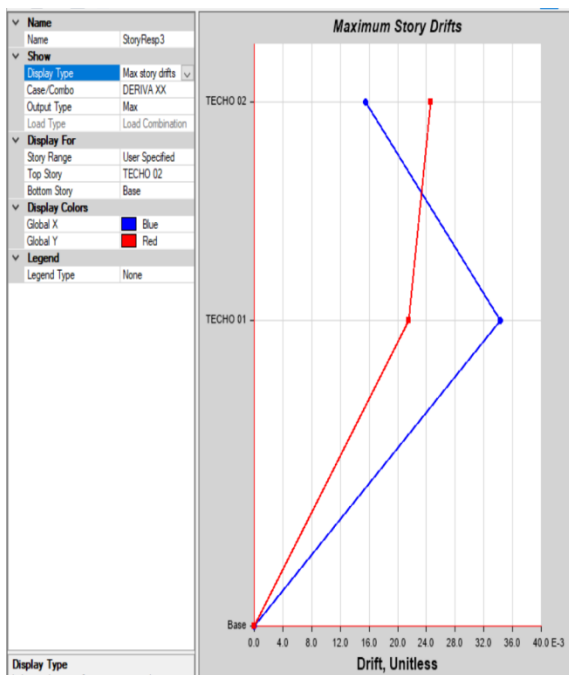 Name
Name StoryResp3
Show
Display Type Max story drifts
Case/Combo DERIVA XX
Output Type Max
Load Type Load Combination
Display For
Story Range User Specified
Top Story TECHO 02
Bottom Story Base
Display Colors
Global X Blue
Global Y Red
Legend
Legend Type None
Display Type
Maximum Story Drifts
TECHO 02
TECHO 01
Base
0.0 4.0 8.0 12.0 16.0 20.0 24.0 28.0 32.0 36.0 40.0 E-3
Drift, Unitless